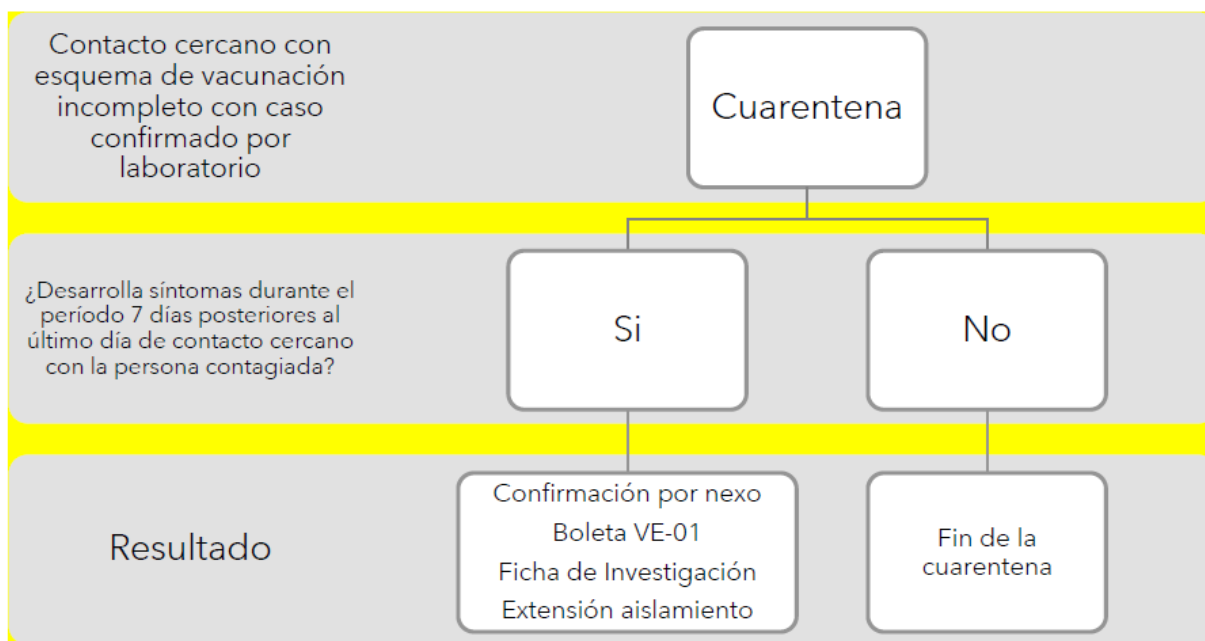 Contacto cercano con
esquema de vacunación
incompleto con caso
confirmado por
laboratorio
Cuarentena
¿Desarrolla síntomas durante el
período 7 días posteriores al
último día de contacto cercano
con la persona contagiada?
Si
No
Resultado
Confirmación por nexo
Boleta VE-01
Ficha de Investigación
Extensión aislamiento
Fin de la
cuarentena